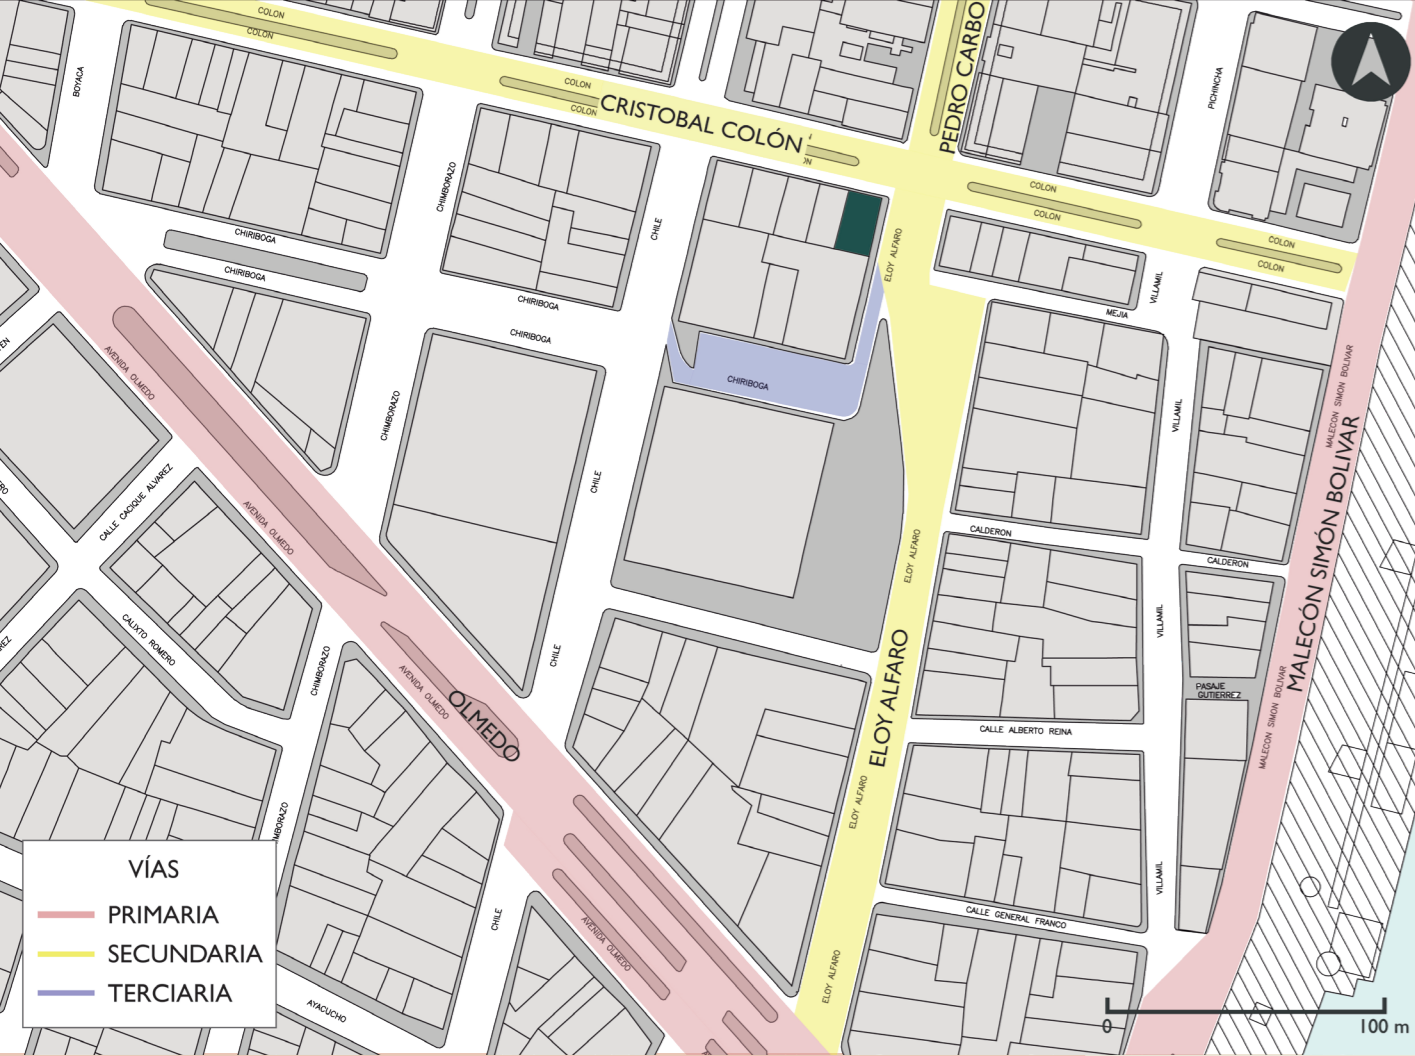 COLON
COLON
BOYACA
COLON
COLON
CRISTOBAL COLÓN
PEDRO CARBO
PICHINCHA
COLON
COLON
COLON
COLON
CHIMBORAZO
CHILE
CHIRIBOGA
CHIRIBOGA
CHIRIBOGA
CHIRIBOGA
ELOY ALFARO
VILLAMIL
MEJIA
AVENIDA OLMEDO
CHIMBORAZO
CHIRIBOGA
VILLAMIL
MALECON SIMON BOLIVAR
MALECÓN SIMÓN BOLIVAR
CALLE CACIQUE ALVAREZ
AVENIDA OLMEDO
CHILE
CALDERON
ELOY ALFARO
CALDERON
CALIXTO ROMERO
CHIMBORAZO
CHILE
VILLAMIL
AVENIDA OLMEDO
OLMEDO
ELOY ALFARO
PASAJE
GUTIERREZ
MALECON SIMON BOLIVAR
CALLE ALBERTO REINA
ELOY ALFARO
VILLAMIL
CHILE
AVENIDA OLMEDO
CALLE GENERAL FRANCO
ELOY ALFARO
AYACUCHO
VÍAS
PRIMARIA
SECUNDARIA
TERCIARIA
0 100 m